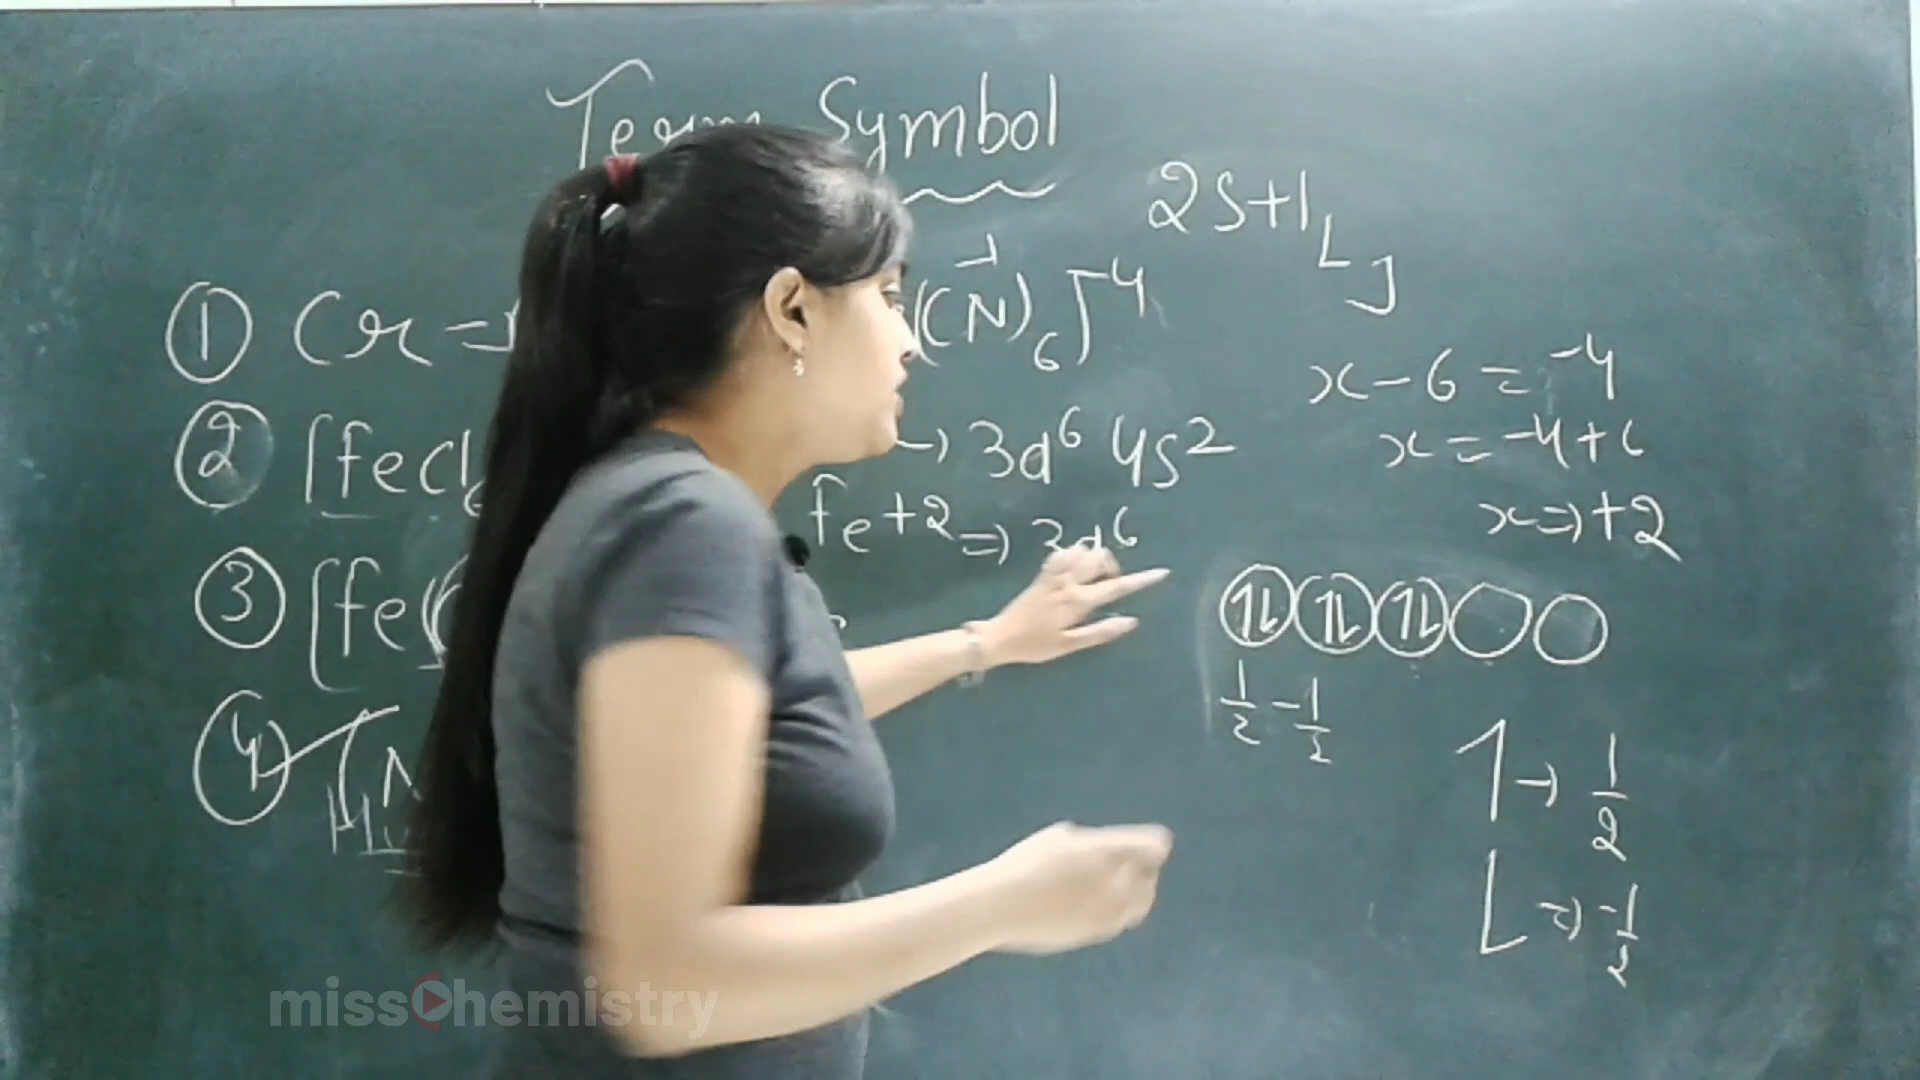 Term Symbol
2S+1 L J
① Cr =
(CN)6]4
-1
x - 6 = -4
② [fecl6
→ 3d6 4s2
x = -4+6
fe+2 => 3d6
x => +2
③ [fe(
1/2 - 1/2
④
↑ → 1/2
=> -1/2
missChemistry